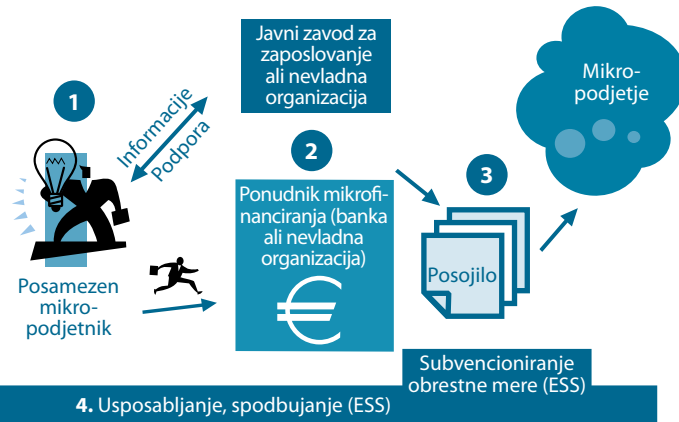 Javni zavod za
zaposlovanje
ali nevladna
organizacija
Mikro-
podjetje
1
Informacije
Podpora
2
3
Ponudnik mikrofi-
nanciranja (banka
ali nevladna
organizacija)
€
Posojilo
Posamezen
mikro-
podjetnik
Subvencioniranje
obrestne mere (ESS)
4. Usposabljanje, spodbujanje (ESS)